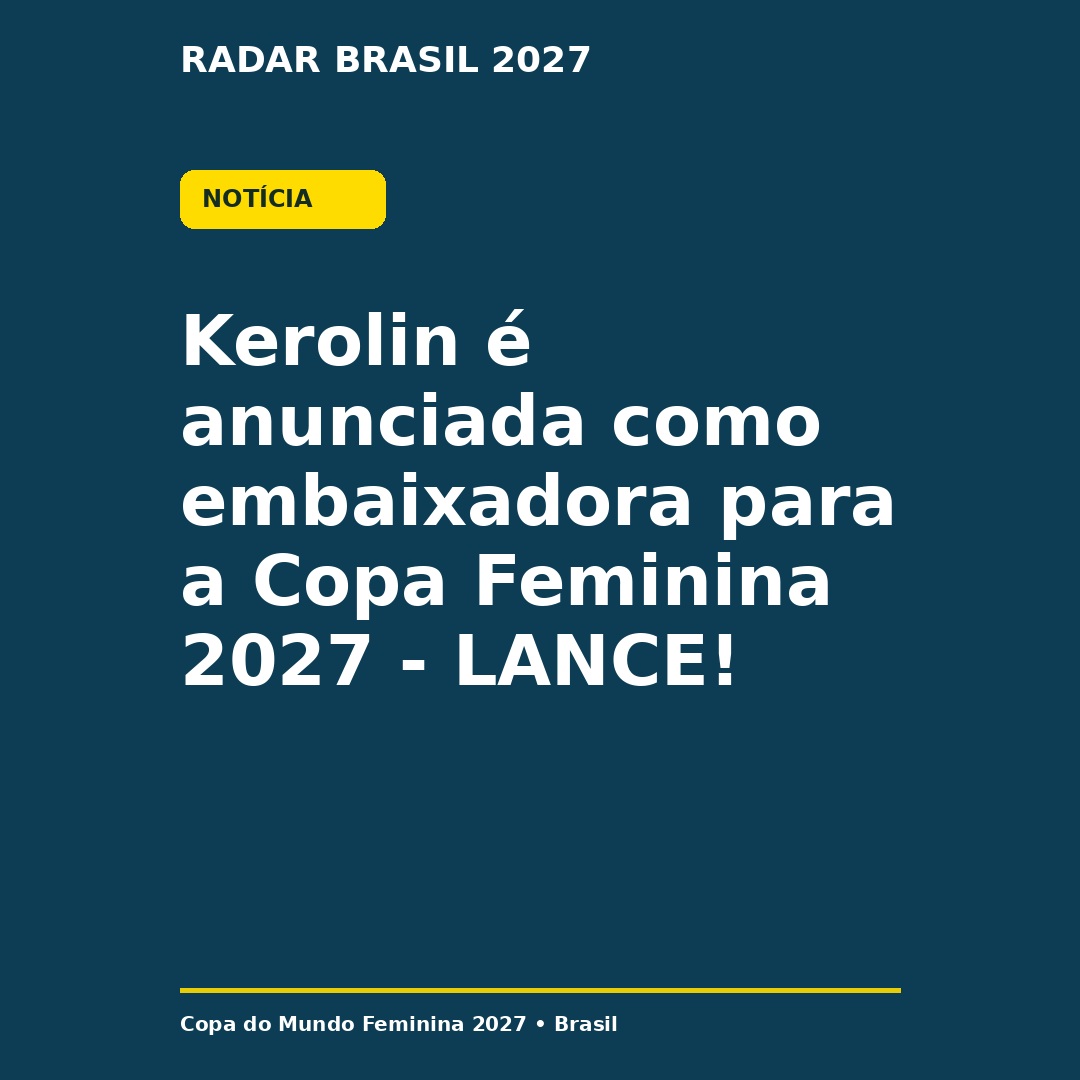 RADAR BRASIL 2027
NOTÍCIA
Kerolin é
anunciada como
embaixadora para
a Copa Feminina
2027 - LANCE!
Copa do Mundo Feminina 2027 • Brasil